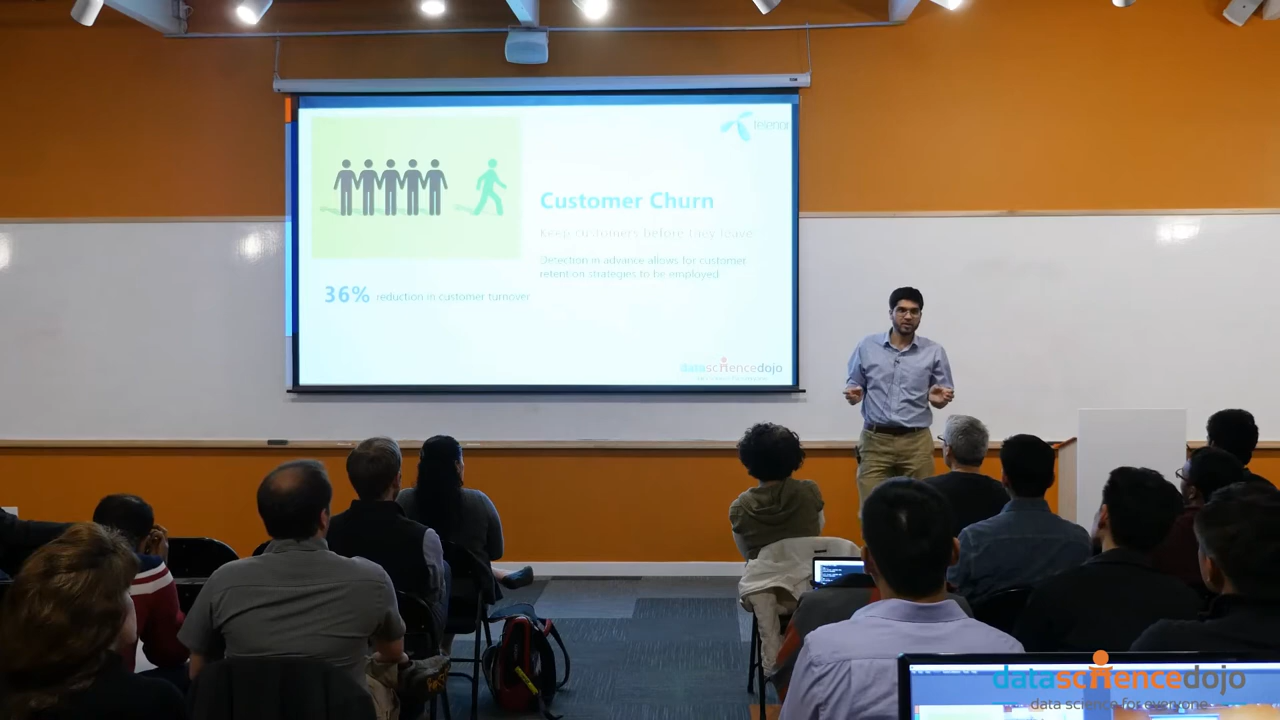 telenor
Customer Churn
Keep customers before they leave
Detection in advance allows for customer
retention strategies to be employed
36% reduction in customer turnover
datasciencedojo
datasciencedojo
data science for everyone